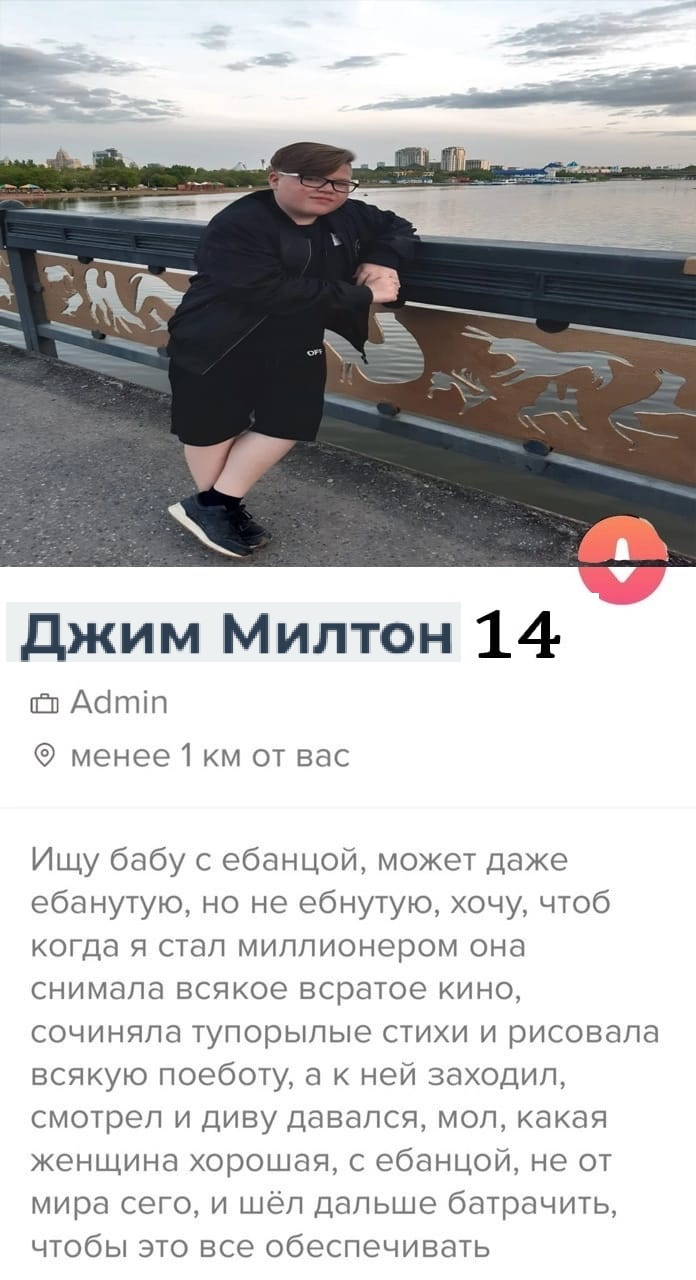 OFF
Джим Милтон 14
Admin
менее 1 км от вас
Ищу бабу с ебанцой, может даже
ебанутую, но не ебнутую, хочу, чтоб
когда я стал миллионером она
снимала всякое всратое кино,
сочиняла тупорылые стихи и рисовала
всякую поеботу, а к ней заходил,
смотрел и диву давался, мол, какая
женщина хорошая, с ебанцой, не от
мира сего, и шёл дальше батрачить,
чтобы это все обеспечивать